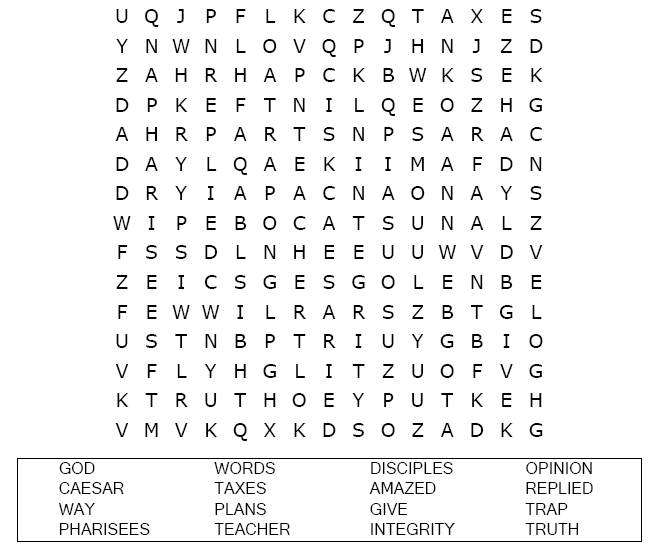 U Q J P F L K C Z Q T A X E S
Y N W N L O V Q P J H N J Z D
Z A H R H A P C K B W K S E K
D P K E F T N I L Q E O Z H G
A H R P A R T S N P S A R A C
D A Y L Q A E K I I M A F D N
D R Y I A P A C N A O N A Y S
W I P E B O C A T S U N A L Z
F S S D L N H E E U U W V D V
Z E I C S G E S G O L E N B E
F E W W I L R A R S Z B T G L
U S T N B P T R I U Y G B I O
V F L Y H G L I T Z U O F V G
K T R U T H O E Y P U T K E H
V M V K Q X K D S O Z A D K G
GOD WORDS DISCIPLES OPINION
CAESAR TAXES AMAZED REPLIED
WAY PLANS GIVE TRAP
PHARISEES TEACHER INTEGRITY TRUTH